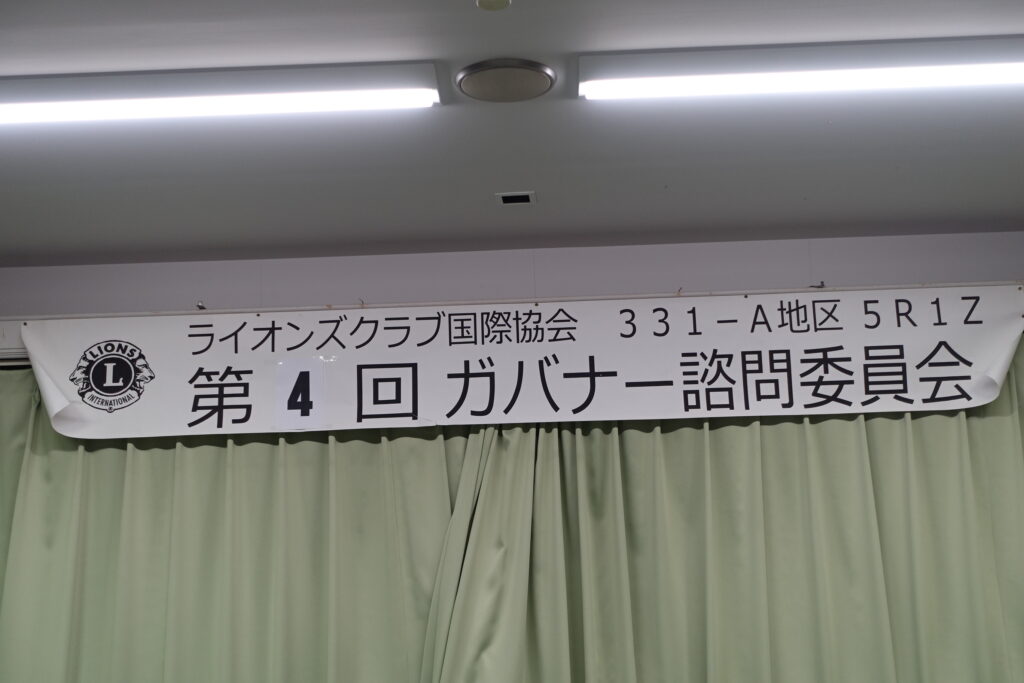 ライオンズクラブ国際協会　３３１－Ａ地区 ５Ｒ１Ｚ
第 4 回 ガバナー諮問委員会
LIONS
L
INTERNATIONAL